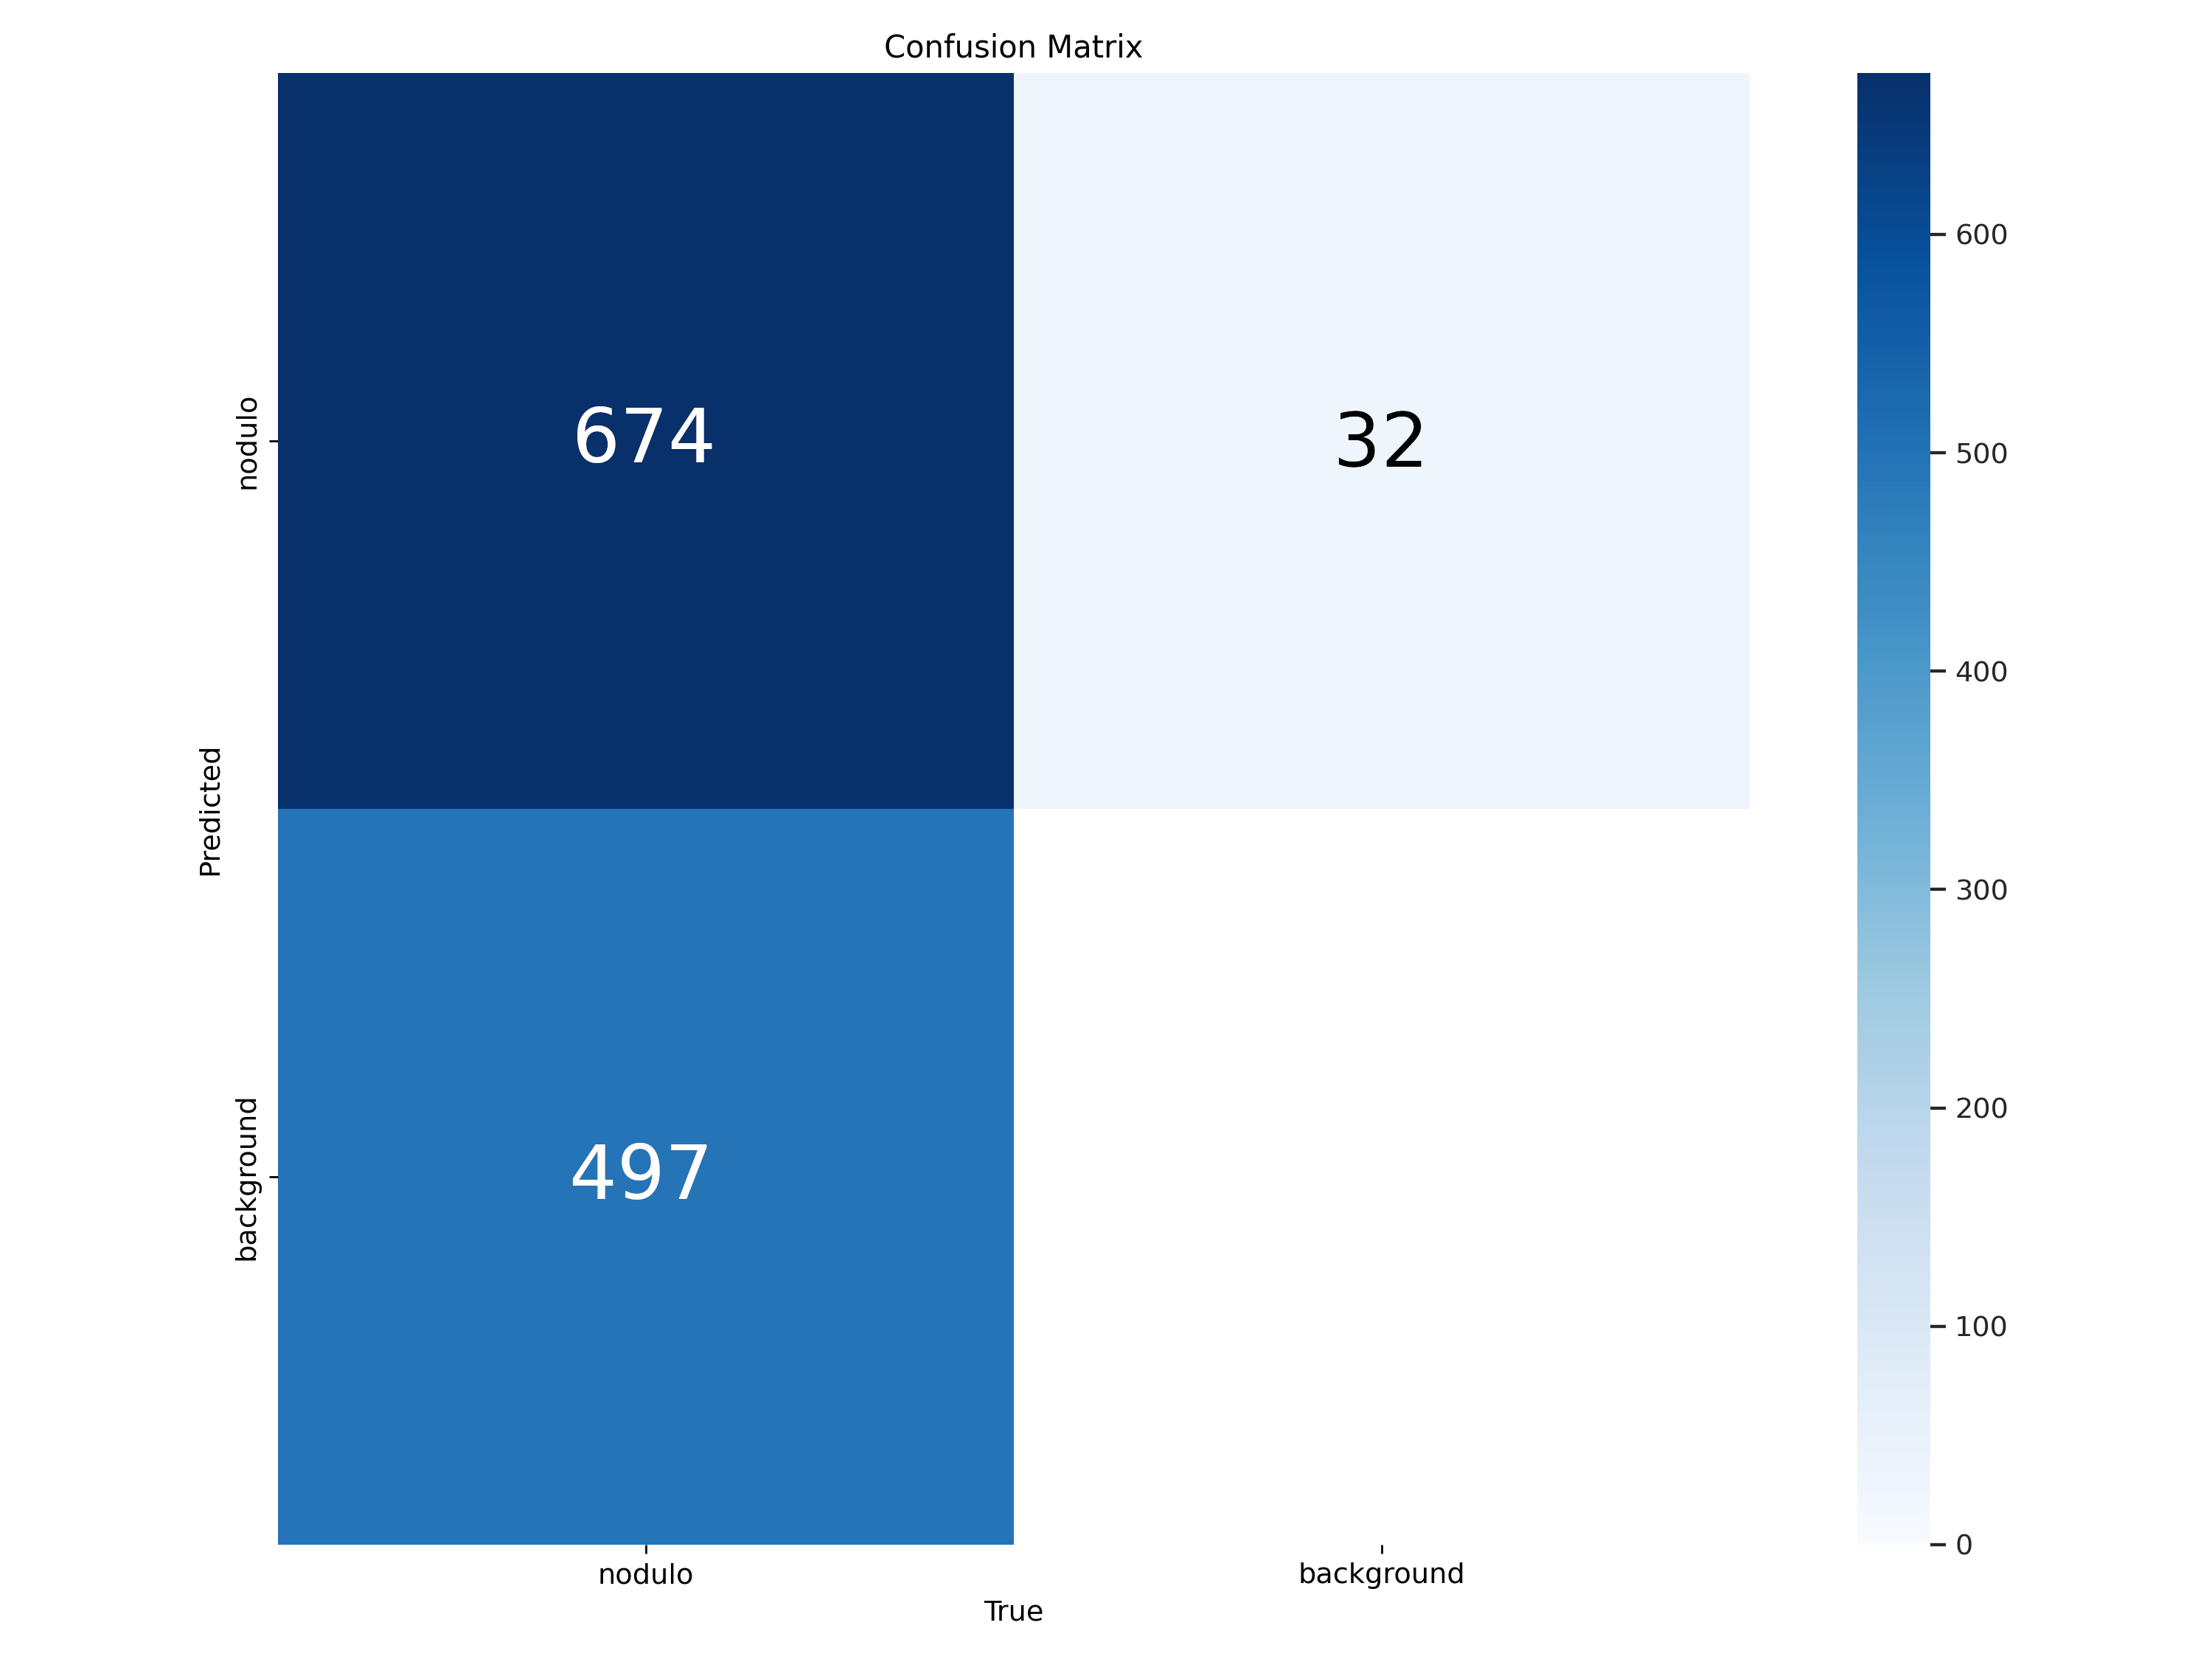 Confusion Matrix
nodulo
674
32
600
500
400
300
200
100
0
Predicted
background
497
nodulo
background
True